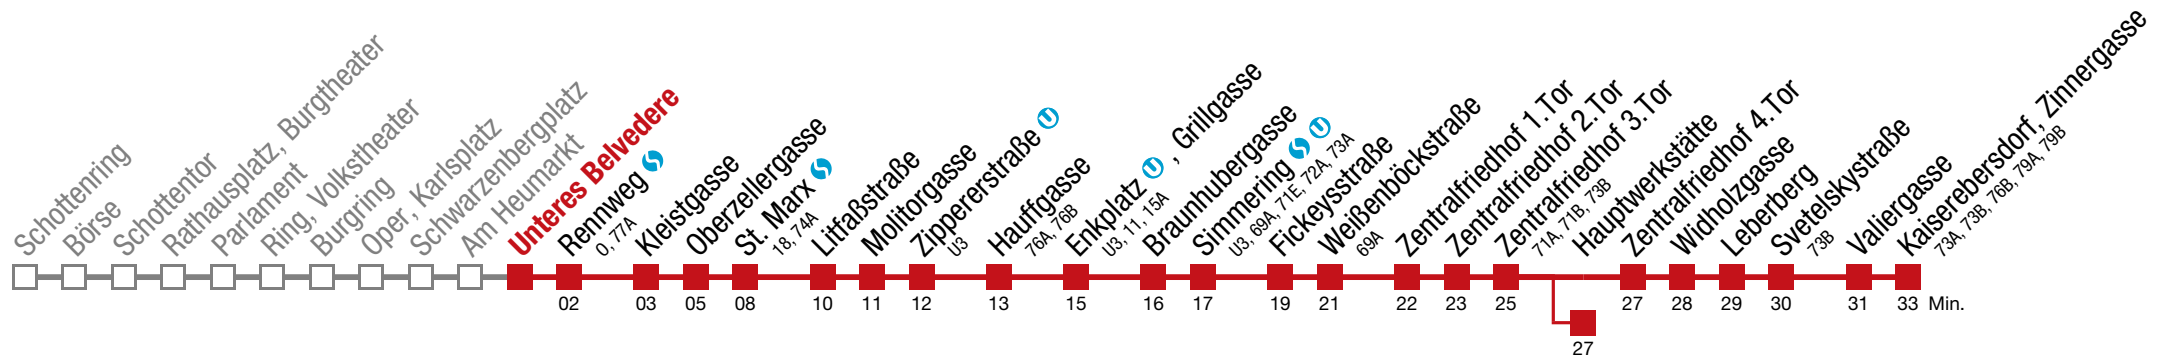 Schottenring
Börse
Schottentor
Rathausplatz, Burgtheater
Parlament
Ring, Volkstheater
Burgring
Oper, Karlsplatz
Schwarzenbergplatz
Am Heumarkt
Unteres Belvedere
Rennweg
0, 77A
Kleistgasse
Oberzellergasse
St. Marx
18, 74A
Litfaßstraße
Molitorgasse
Zippererstraße U
U3
Hauffgasse
76A, 76B
Enkplatz U , Grillgasse
U3, 11, 15A
Braunhubergasse
Simmering U
U3, 69A, 71E, 72A, 73A
Fickeysstraße
Weißenböckstraße
69A
Zentralfriedhof 1.Tor
Zentralfriedhof 2.Tor
Zentralfriedhof 3.Tor
71A, 71B, 73B
Hauptwerkstätte
Zentralfriedhof 4.Tor
Widholzgasse
Leberberg
Svetelskystraße
73B
Valiergasse
Kaiserebersdorf, Zinnergasse
73A, 73B, 76B, 79A, 79B
02 03 05 08 10 11 12 13 15 16 17 19 21 22 23 25 27 28 29 30 31 33 Min.
27